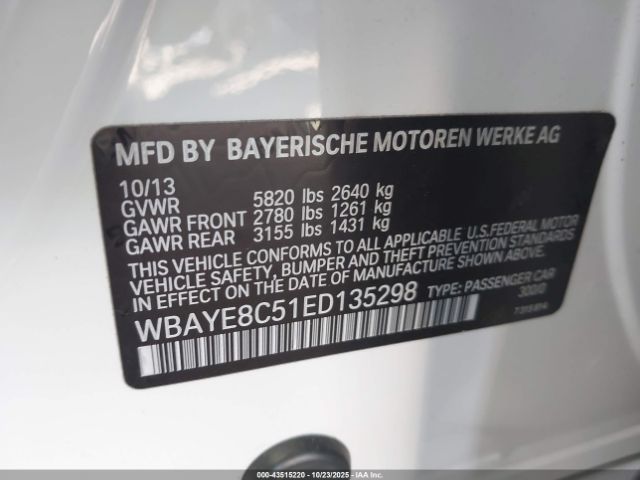 MFD BY BAYERISCHE MOTOREN WERKE AG
10/13
GVWR 5820 lbs 2640 kg
GAWR FRONT 2780 lbs 1261 kg
GAWR REAR 3155 lbs 1431 kg
THIS VEHICLE CONFORMS TO ALL APPLICABLE U.S.FEDERAL MOTOR
VEHICLE SAFETY, BUMPER AND THEFT PREVENTION STANDARDS
IN EFFECT ON THE DATE OF MANUFACTURE SHOWN ABOVE.
WBAYE8C51ED135298 TYPE: PASSENGER CAR
300/0
000-43515220 - 10/23/2025 - COPYRIGHT IAA, LLC